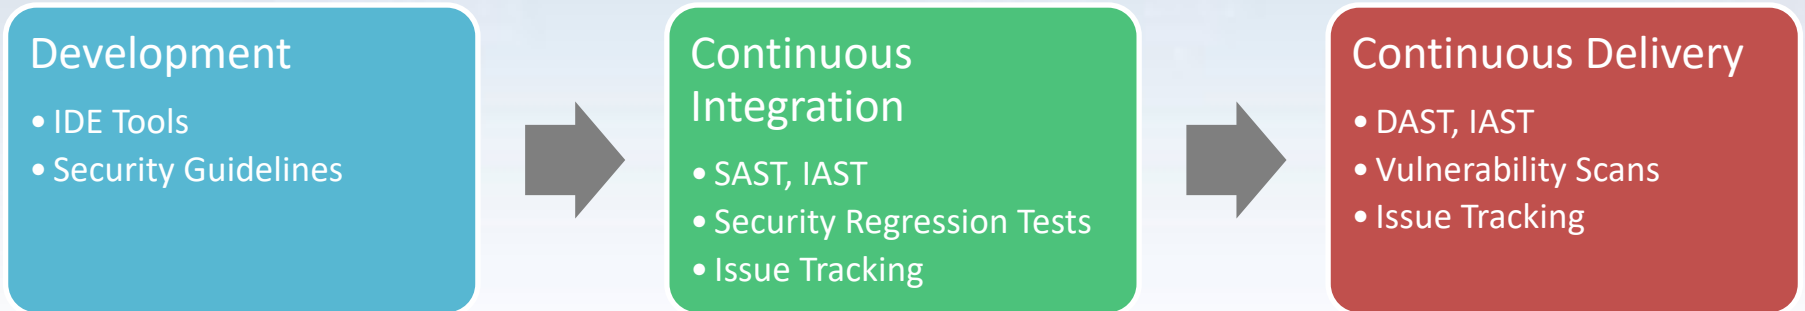 Development
• IDE Tools
• Security Guidelines
Continuous
Integration
• SAST, IAST
• Security Regression Tests
• Issue Tracking
Continuous Delivery
• DAST, IAST
• Vulnerability Scans
• Issue Tracking